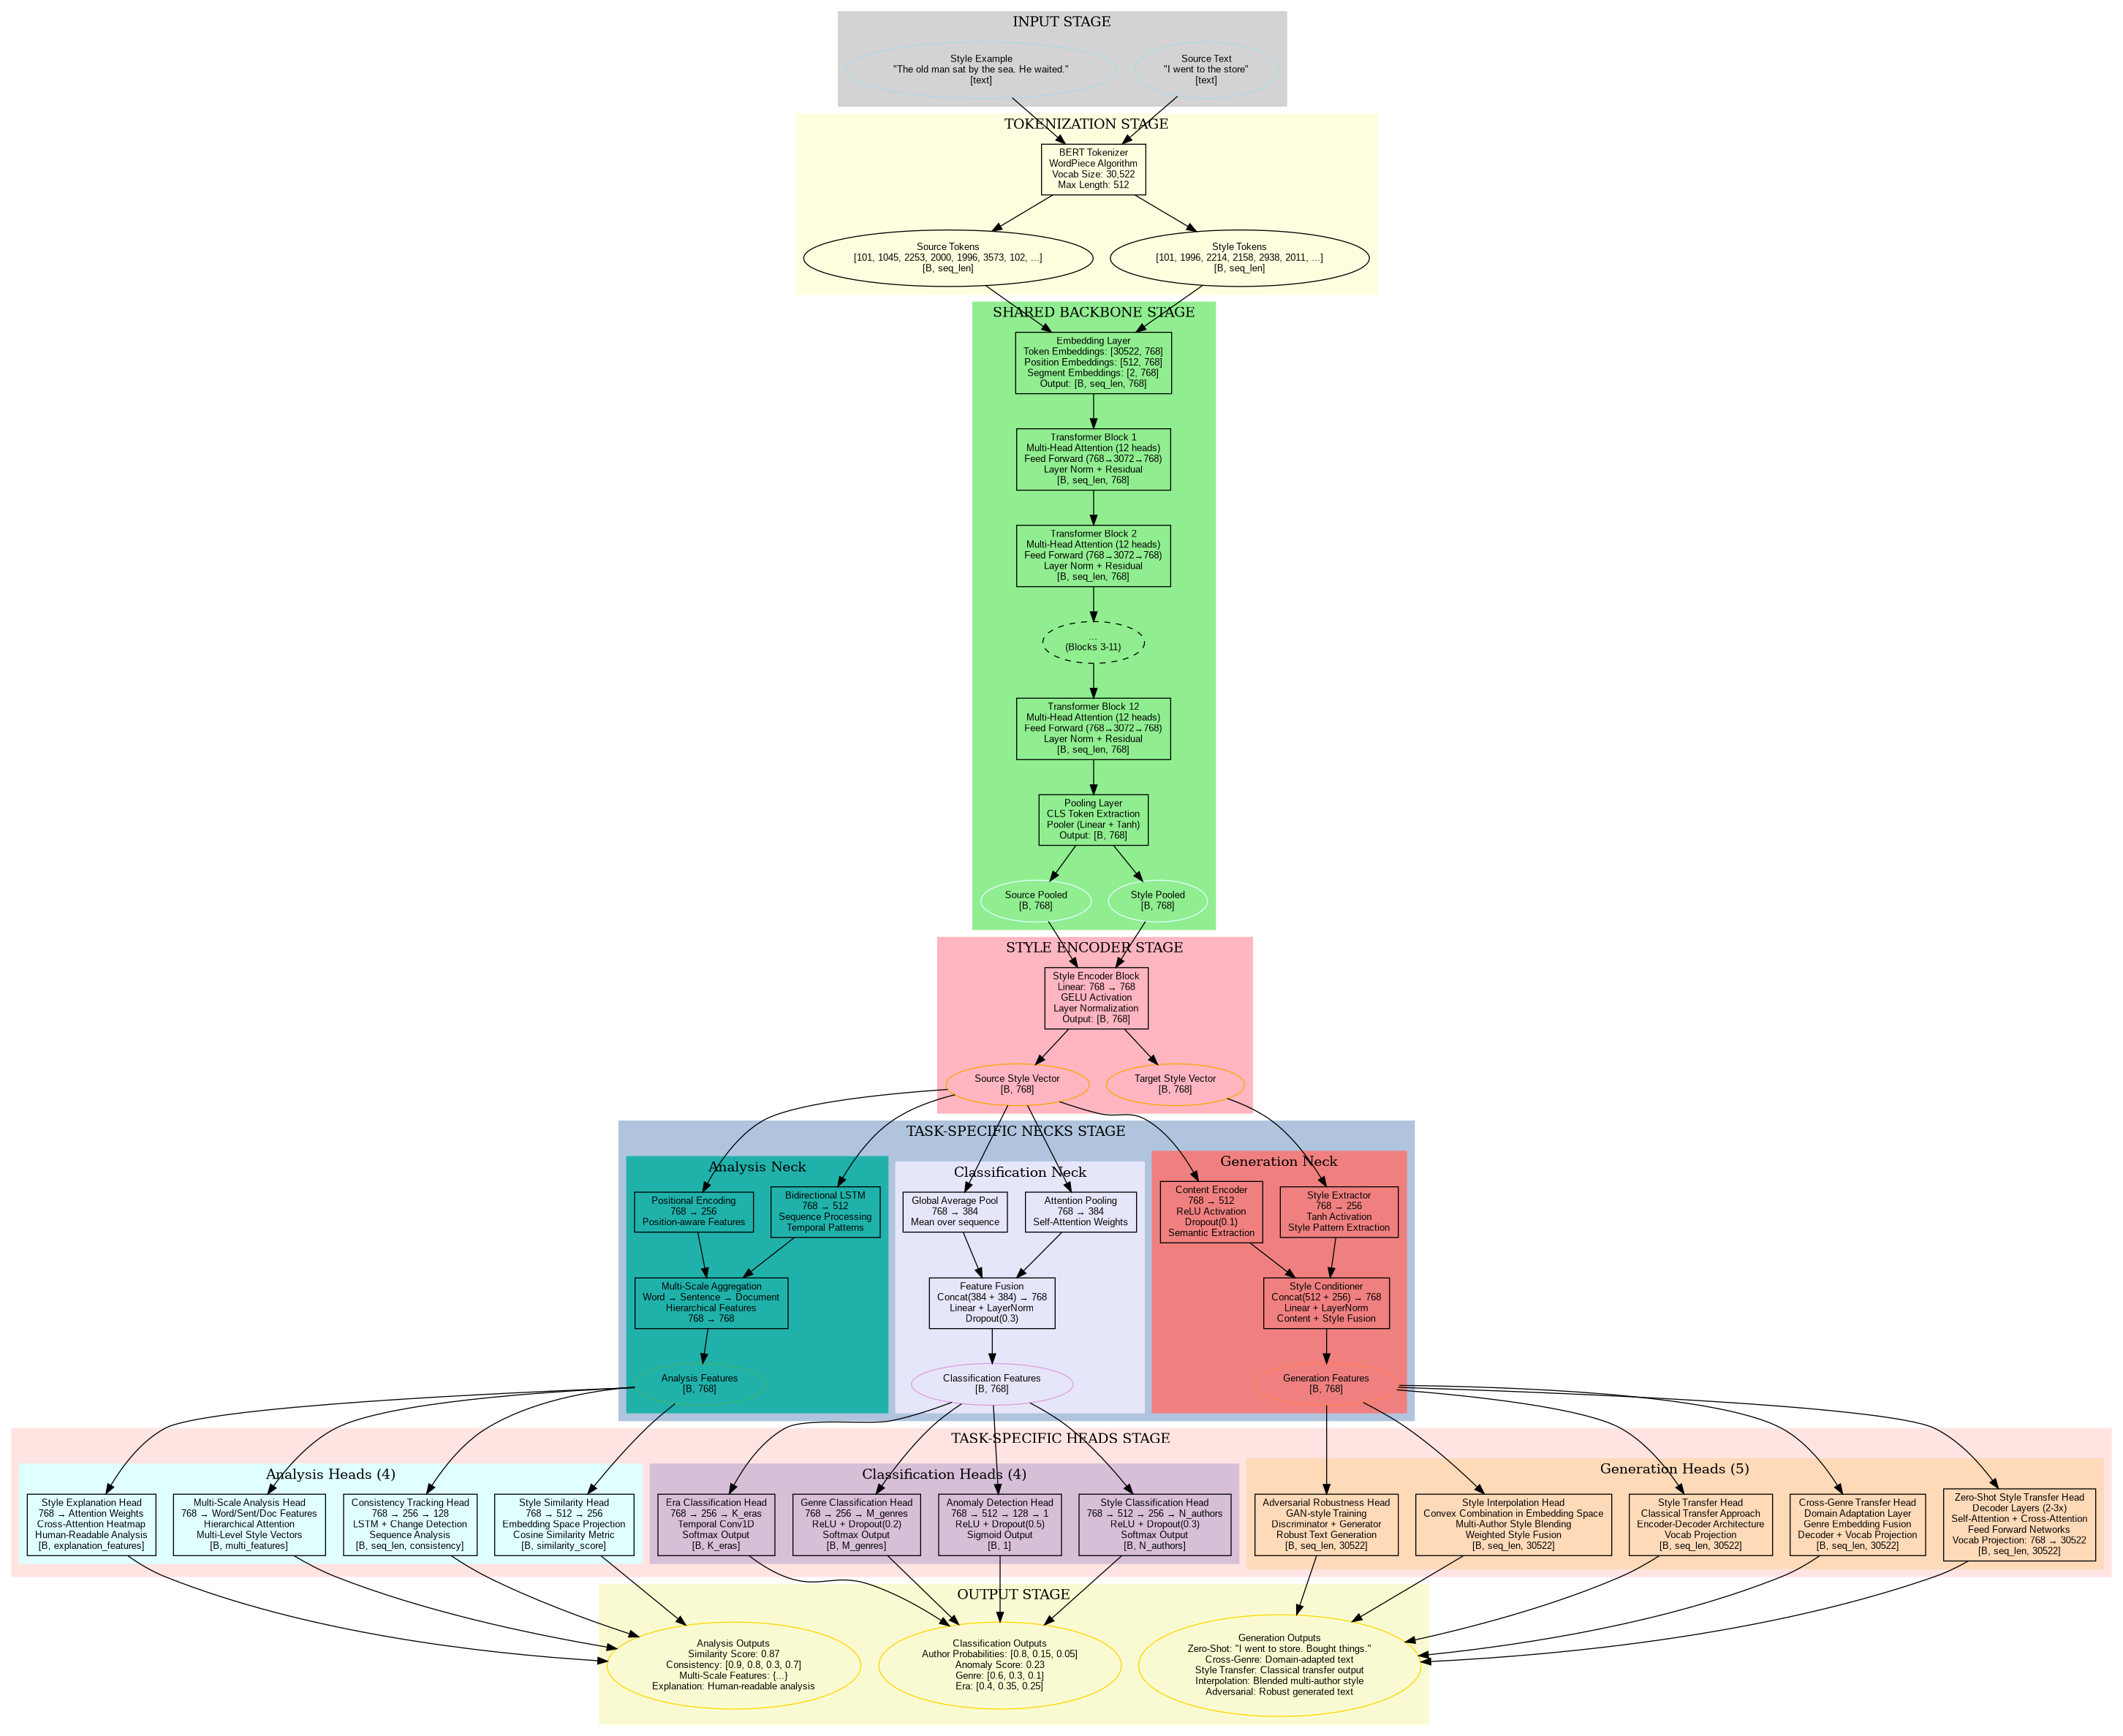 INPUT STAGE
Style Example
"The old man sat by the sea. He waited."
[text]
Source Text
"I went to the store"
[text]
TOKENIZATION STAGE
BERT Tokenizer
WordPiece Algorithm
Vocab Size: 30,522
Max Length: 512
Source Tokens
[101, 1045, 2253, 2000, 1996, 3573, 102, ...]
[B, seq_len]
Style Tokens
[101, 1996, 2214, 2158, 2938, 2011, ...]
[B, seq_len]
SHARED BACKBONE STAGE
Embedding Layer
Token Embeddings: [30522, 768]
Position Embeddings: [512, 768]
Segment Embeddings: [2, 768]
Output: [B, seq_len, 768]
Transformer Block 1
Multi-Head Attention (12 heads)
Feed Forward (768→3072→768)
Layer Norm + Residual
[B, seq_len, 768]
Transformer Block 2
Multi-Head Attention (12 heads)
Feed Forward (768→3072→768)
Layer Norm + Residual
[B, seq_len, 768]
...
(Blocks 3-11)
Transformer Block 12
Multi-Head Attention (12 heads)
Feed Forward (768→3072→768)
Layer Norm + Residual
[B, seq_len, 768]
Pooling Layer
CLS Token Extraction
Pooler (Linear + Tanh)
Output: [B, 768]
Source Pooled
[B, 768]
Style Pooled
[B, 768]
STYLE ENCODER STAGE
Style Encoder Block
Linear: 768 → 768
GELU Activation
Layer Normalization
Output: [B, 768]
Source Style Vector
[B, 768]
Target Style Vector
[B, 768]
TASK-SPECIFIC NECKS STAGE
Analysis Neck
Positional Encoding
768 → 256
Position-aware Features
Bidirectional LSTM
768 → 512
Sequence Processing
Temporal Patterns
Multi-Scale Aggregation
Word → Sentence → Document
Hierarchical Features
768 → 768
Analysis Features
[B, 768]
Classification Neck
Global Average Pool
768 → 384
Mean over sequence
Attention Pooling
768 → 384
Self-Attention Weights
Feature Fusion
Concat(384 + 384) → 768
Linear + LayerNorm
Dropout(0.3)
Classification Features
[B, 768]
Generation Neck
Content Encoder
768 → 512
ReLU Activation
Dropout(0.1)
Semantic Extraction
Style Extractor
768 → 256
Tanh Activation
Style Pattern Extraction
Style Conditioner
Concat(512 + 256) → 768
Linear + LayerNorm
Content + Style Fusion
Generation Features
[B, 768]
TASK-SPECIFIC HEADS STAGE
Analysis Heads (4)
Style Explanation Head
768 → Attention Weights
Cross-Attention Heatmap
Human-Readable Analysis
[B, explanation_features]
Multi-Scale Analysis Head
768 → Word/Sent/Doc Features
Hierarchical Attention
Multi-Level Style Vectors
[B, multi_features]
Consistency Tracking Head
768 → 256 → 128
LSTM + Change Detection
Sequence Analysis
[B, seq_len, consistency]
Style Similarity Head
768 → 512 → 256
Embedding Space Projection
Cosine Similarity Metric
[B, similarity_score]
Classification Heads (4)
Era Classification Head
768 → 256 → K_eras
Temporal Conv1D
Softmax Output
[B, K_eras]
Genre Classification Head
768 → 256 → M_genres
ReLU + Dropout(0.2)
Softmax Output
[B, M_genres]
Anomaly Detection Head
768 → 512 → 128 → 1
ReLU + Dropout(0.5)
Sigmoid Output
[B, 1]
Style Classification Head
768 → 512 → 256 → N_authors
ReLU + Dropout(0.3)
Softmax Output
[B, N_authors]
Generation Heads (5)
Adversarial Robustness Head
GAN-style Training
Discriminator + Generator
Robust Text Generation
[B, seq_len, 30522]
Style Interpolation Head
Convex Combination in Embedding Space
Multi-Author Style Blending
Weighted Style Fusion
[B, seq_len, 30522]
Style Transfer Head
Classical Transfer Approach
Encoder-Decoder Architecture
Vocab Projection
[B, seq_len, 30522]
Cross-Genre Transfer Head
Domain Adaptation Layer
Genre Embedding Fusion
Decoder + Vocab Projection
[B, seq_len, 30522]
Zero-Shot Style Transfer Head
Decoder Layers (2-3x)
Self-Attention + Cross-Attention
Feed Forward Networks
Vocab Projection: 768 → 30522
[B, seq_len, 30522]
OUTPUT STAGE
Analysis Outputs
Similarity Score: 0.87
Consistency: [0.9, 0.8, 0.3, 0.7]
Multi-Scale Features: {...}
Explanation: Human-readable analysis
Classification Outputs
Author Probabilities: [0.8, 0.15, 0.05]
Anomaly Score: 0.23
Genre: [0.6, 0.3, 0.1]
Era: [0.4, 0.35, 0.25]
Generation Outputs
Zero-Shot: "I went to store. Bought things."
Cross-Genre: Domain-adapted text
Style Transfer: Classical transfer output
Interpolation: Blended multi-author style
Adversarial: Robust generated text